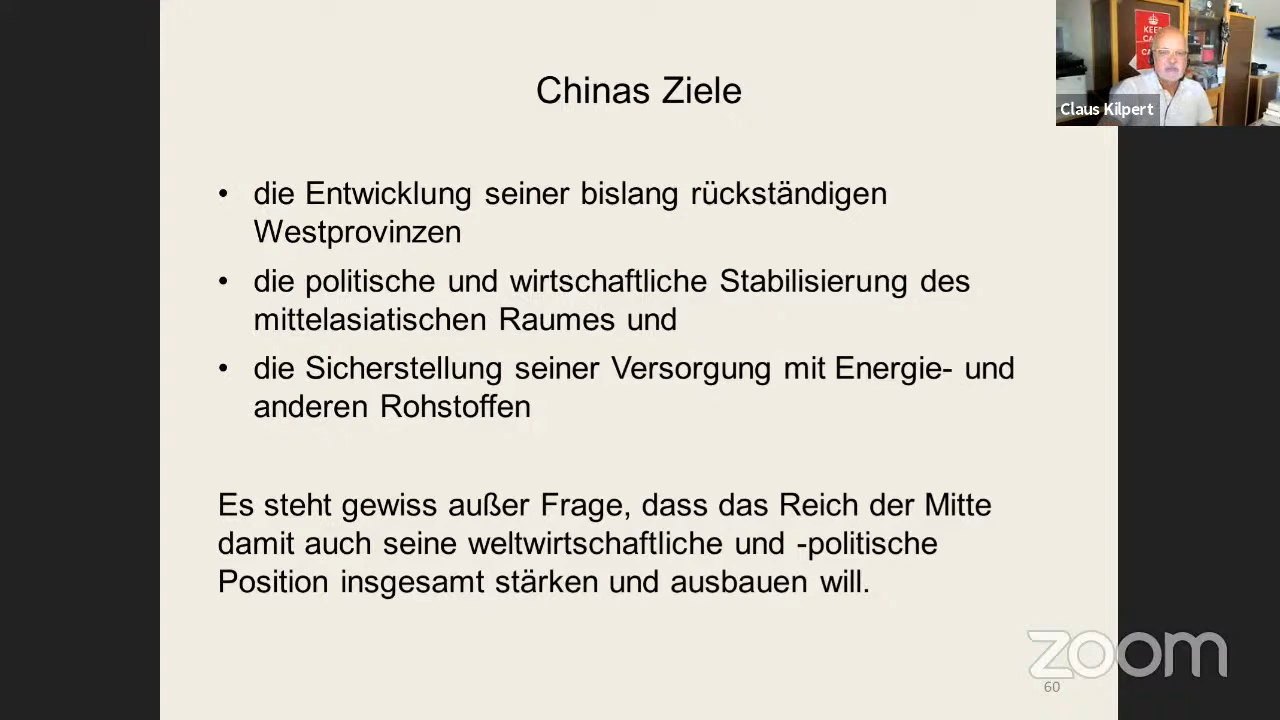 Chinas Ziele
KEEP
Claus Kilpert
• die Entwicklung seiner bislang rückständigen
Westprovinzen
• die politische und wirtschaftliche Stabilisierung des
mittelasiatischen Raumes und
• die Sicherstellung seiner Versorgung mit Energie- und
anderen Rohstoffen
Es steht gewiss außer Frage, dass das Reich der Mitte
damit auch seine weltwirtschaftliche und -politische
Position insgesamt stärken und ausbauen will.
zoom
60